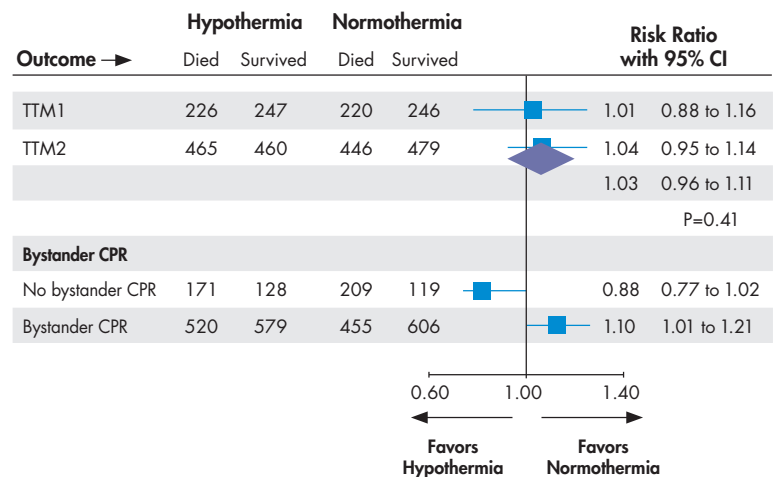 Hypothermia Normothermia
Risk Ratio
with 95% CI
Outcome Died Survived Died Survived
TTM1 226 247 220 246 1.01 0.88 to 1.16
TTM2 465 460 446 479 1.04 0.95 to 1.14
1.03 0.96 to 1.11
P=0.41
Bystander CPR
No bystander CPR 171 128 209 119 0.88 0.77 to 1.02
Bystander CPR 520 579 455 606 1.10 1.01 to 1.21
0.60 1.00 1.40
Favors Favors
Hypothermia Normothermia